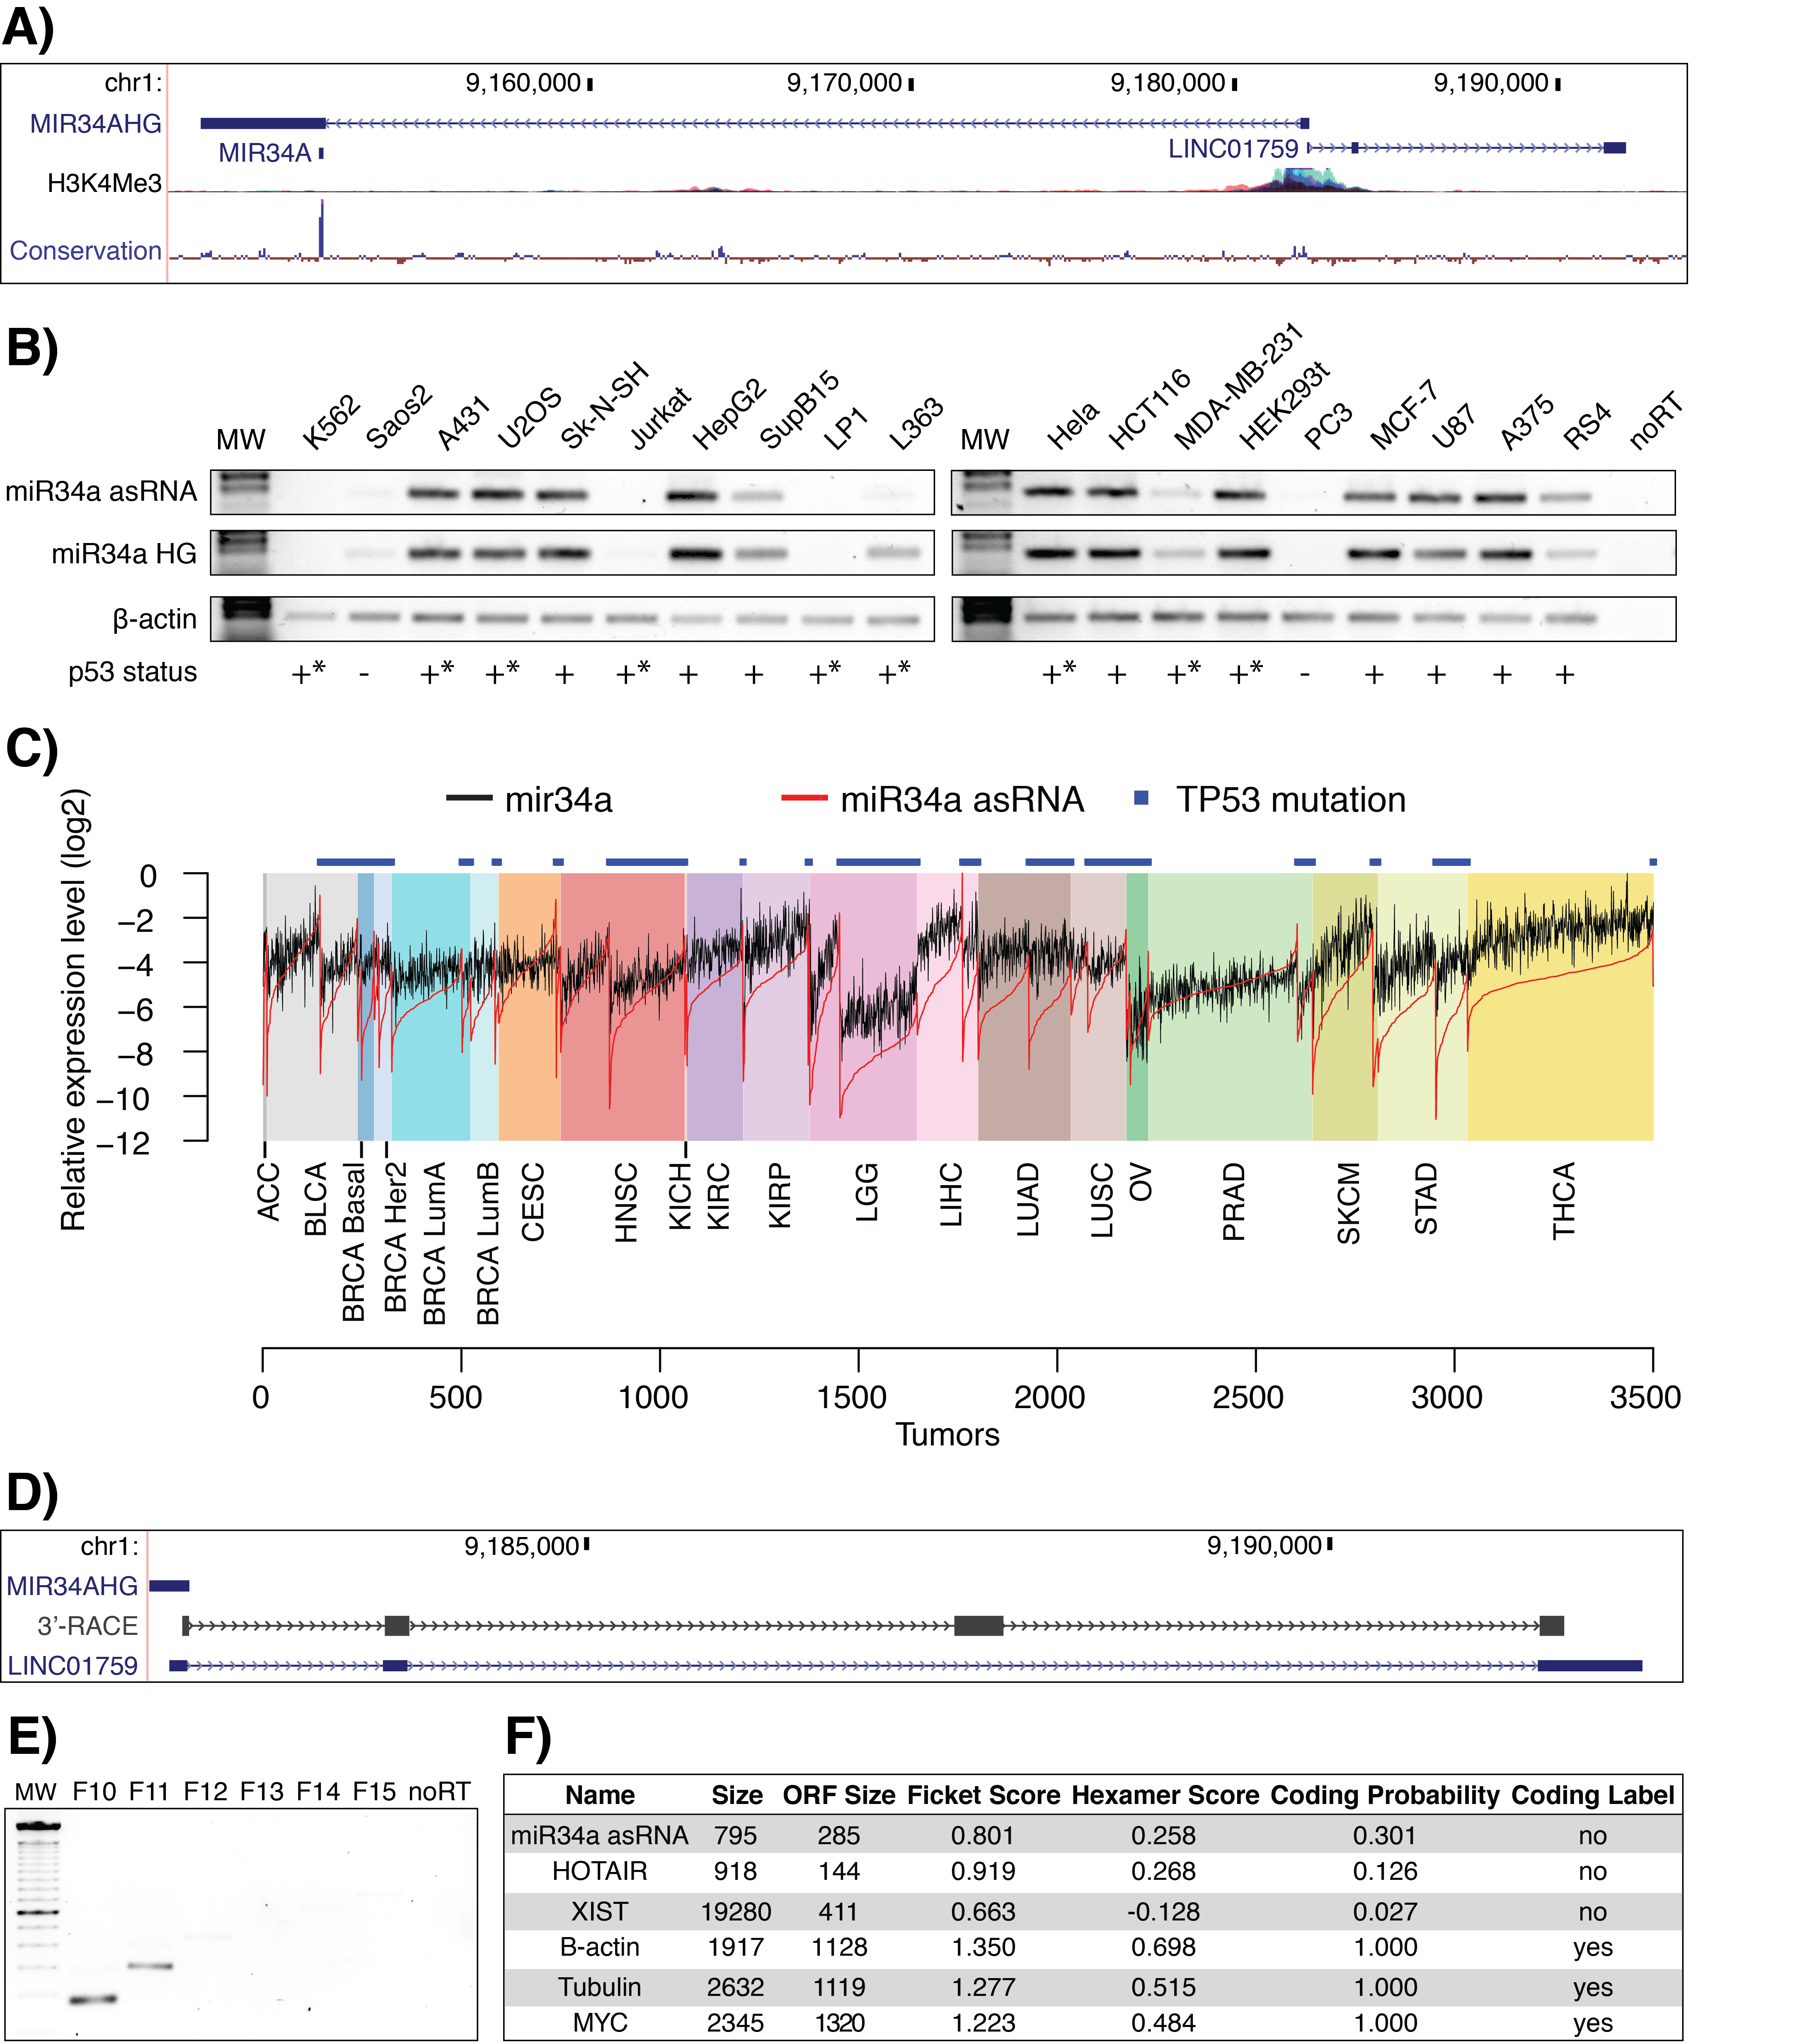 A)
chr1: 9,160,000 9,170,000 9,180,000 9,190,000
MIR34AHG
MIR34A LINC01759
H3K4Me3
Conservation
B)
MW K562 Saos2 A431 U2OS Sk-N-SH Jurkat HepG2 SupB15 LP1 L363 MW Hela HCT116 MDA-MB-231 HEK293t PC3 MCF-7 U87 A375 RS4 noRT
miR34a asRNA
miR34a HG
β-actin
p53 status +* - +* +* + +* + + +* +* +* + +* +* - + + + +
C)
mir34a miR34a asRNA TP53 mutation
Relative expression level (log2)
0
−2
−4
−6
−8
−10
−12
ACC BLCA BRCA Basal BRCA Her2 BRCA LumA BRCA LumB CESC HNSC KICH KIRC KIRP LGG LIHC LUAD LUSC OV PRAD SKCM STAD THCA
0 500 1000 1500 2000 2500 3000 3500
Tumors
D)
chr1: 9,185,000 9,190,000
MIR34AHG
3'-RACE
LINC01759
E)
MW F10 F11 F12 F13 F14 F15 noRT
F)
Name Size ORF Size Ficket Score Hexamer Score Coding Probability Coding Label
miR34a asRNA 795 285 0.801 0.258 0.301 no
HOTAIR 918 144 0.919 0.268 0.126 no
XIST 19280 411 0.663 -0.128 0.027 no
B-actin 1917 1128 1.350 0.698 1.000 yes
Tubulin 2632 1119 1.277 0.515 1.000 yes
MYC 2345 1320 1.223 0.484 1.000 yes